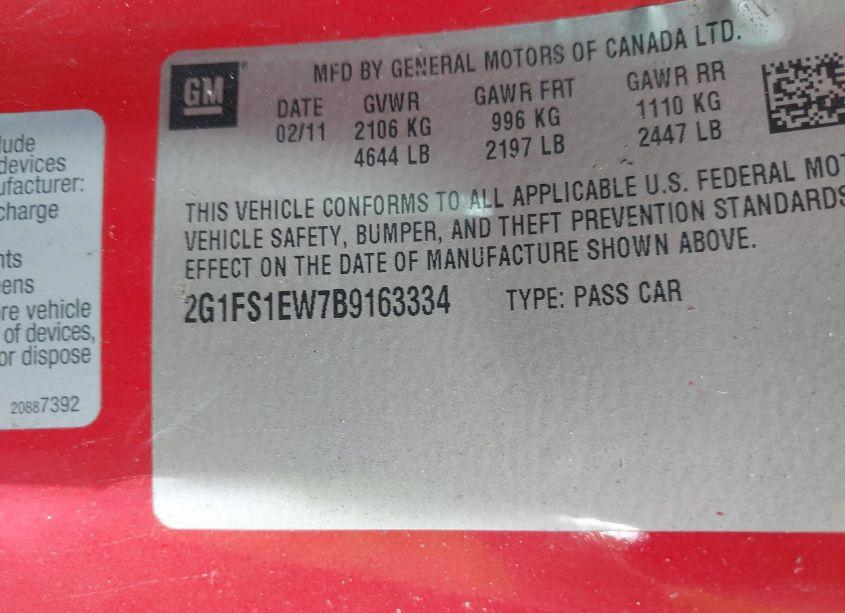 lude
devices
ufacturer:
charge
nts
ens
ore vehicle
of devices,
or dispose
20887392
GM
MFD BY GENERAL MOTORS OF CANADA LTD.
DATE GVWR GAWR FRT GAWR RR
02/11 2106 KG 996 KG 1110 KG
4644 LB 2197 LB 2447 LB
THIS VEHICLE CONFORMS TO ALL APPLICABLE U.S. FEDERAL MOT
VEHICLE SAFETY, BUMPER, AND THEFT PREVENTION STANDARDS
EFFECT ON THE DATE OF MANUFACTURE SHOWN ABOVE.
2G1FS1EW7B9163334 TYPE: PASS CAR